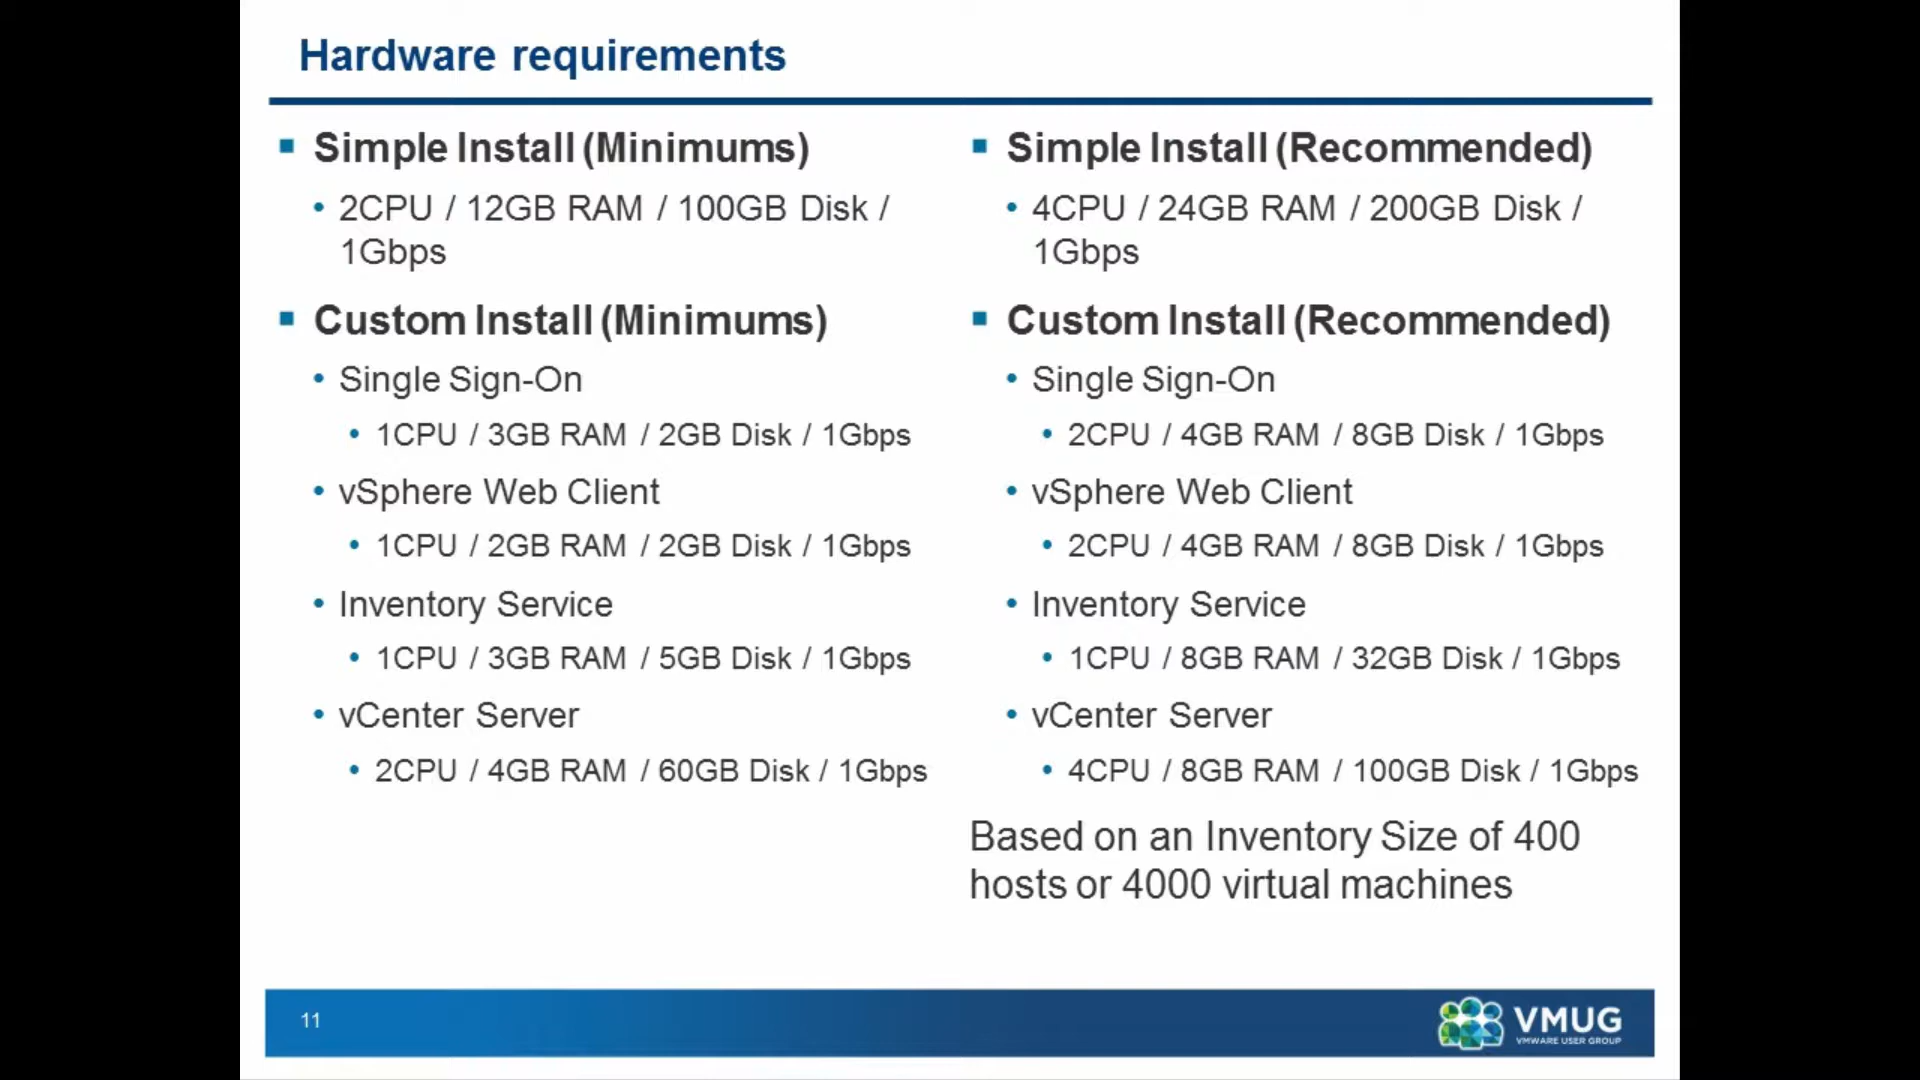 Hardware requirements
Simple Install (Minimums)
2CPU / 12GB RAM / 100GB Disk /
1Gbps
Custom Install (Minimums)
Single Sign-On
1CPU / 3GB RAM / 2GB Disk / 1Gbps
vSphere Web Client
1CPU / 2GB RAM / 2GB Disk / 1Gbps
Inventory Service
1CPU / 3GB RAM / 5GB Disk / 1Gbps
vCenter Server
2CPU / 4GB RAM / 60GB Disk / 1Gbps
Simple Install (Recommended)
4CPU / 24GB RAM / 200GB Disk /
1Gbps
Custom Install (Recommended)
Single Sign-On
2CPU / 4GB RAM / 8GB Disk / 1Gbps
vSphere Web Client
2CPU / 4GB RAM / 8GB Disk / 1Gbps
Inventory Service
1CPU / 8GB RAM / 32GB Disk / 1Gbps
vCenter Server
4CPU / 8GB RAM / 100GB Disk / 1Gbps
Based on an Inventory Size of 400
hosts or 4000 virtual machines
11
VMUG
VMWARE USER GROUP